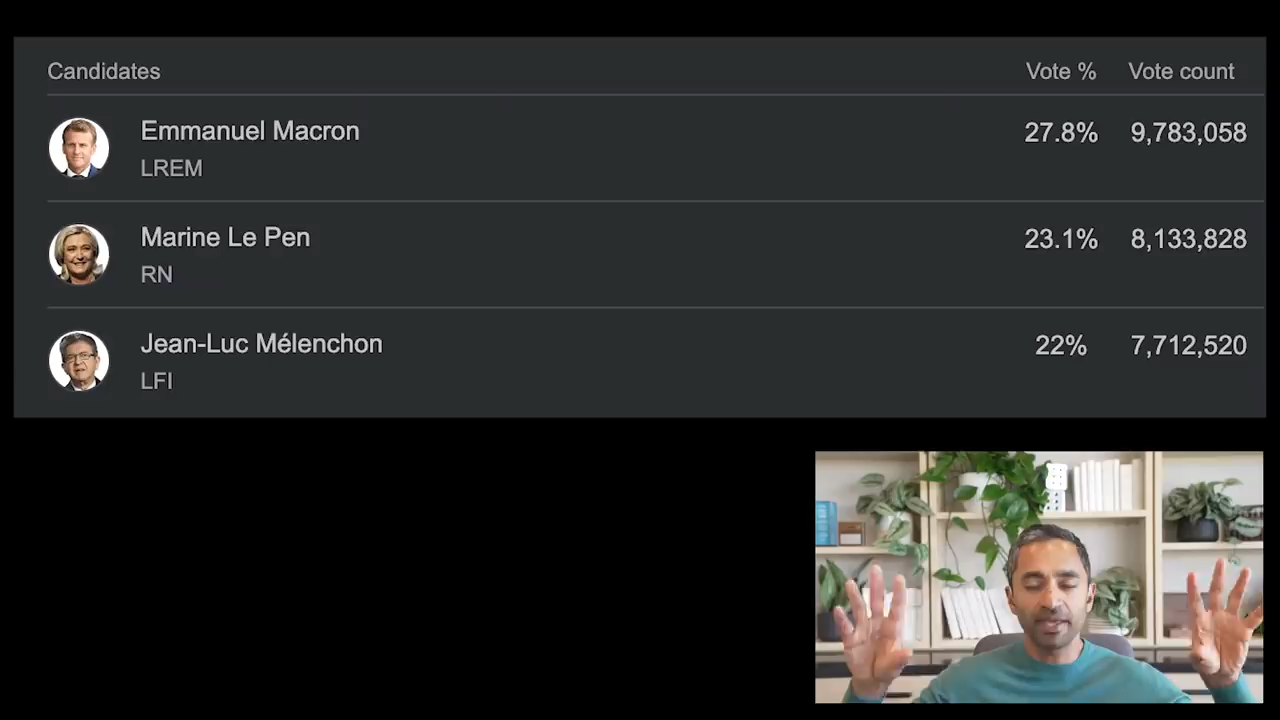 Candidates Vote % Vote count
Emmanuel Macron 27.8% 9,783,058
LREM
Marine Le Pen 23.1% 8,133,828
RN
Jean-Luc Mélenchon 22% 7,712,520
LFI